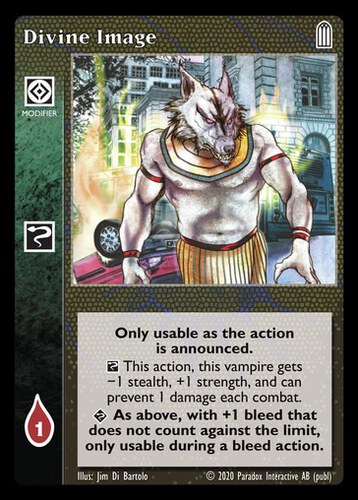 Divine Image
MODIFIER
Only usable as the action
is announced.
This action, this vampire gets
−1 stealth, +1 strength, and can
prevent 1 damage each combat.
As above, with +1 bleed that
does not count against the limit,
only usable during a bleed action.
1
Illus: Jim Di Bartolo © 2020 Paradox Interactive AB (publ)